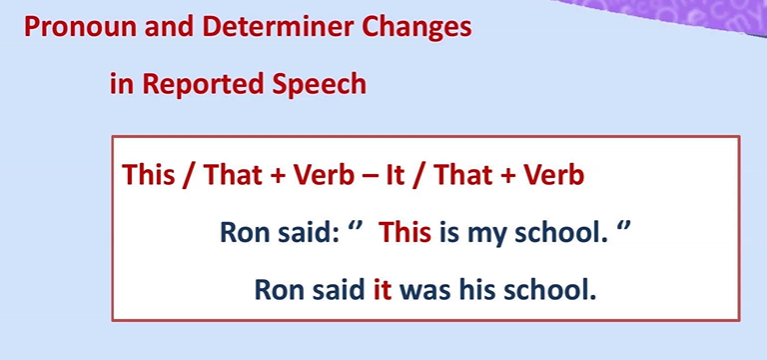 Pronoun and Determiner Changes
in Reported Speech
This / That + Verb – It / That + Verb
Ron said: “ This is my school. ”
Ron said it was his school.